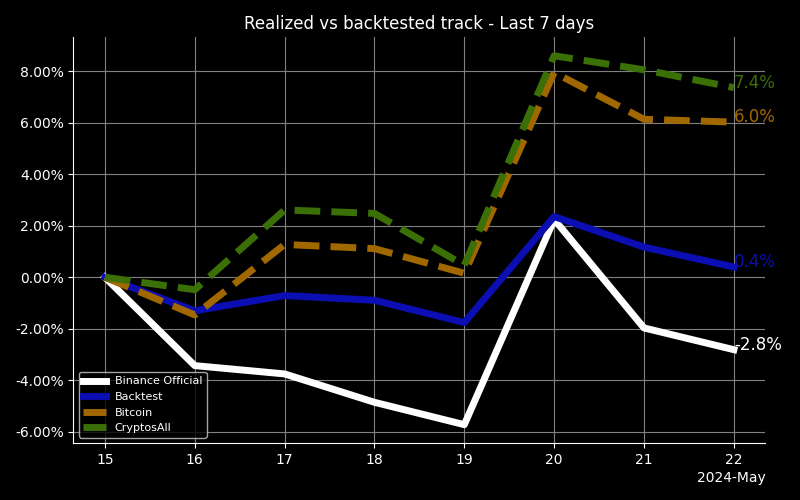 Realized vs backtested track - Last 7 days
8.00%
6.00%
4.00%
2.00%
0.00%
-2.00%
-4.00%
-6.00%
7.4%
6.0%
0.4%
-2.8%
Binance Official
Backtest
Bitcoin
CryptosAll
15 16 17 18 19 20 21 22
2024-May